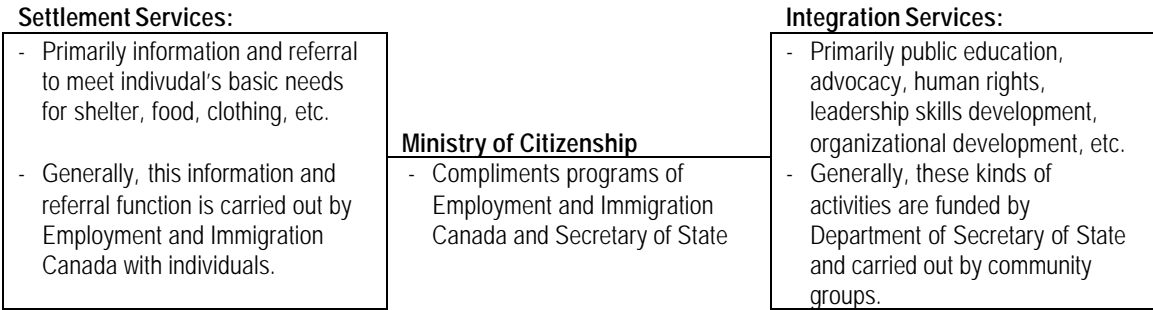 Settlement Services:
- Primarily information and referral
to meet indivudal's basic needs
for shelter, food, clothing, etc.
- Generally, this information and
referral function is carried out by
Employment and Immigration
Canada with individuals.
Ministry of Citizenship
- Compliments programs of
Employment and Immigration
Canada and Secretary of State
Integration Services:
- Primarily public education,
advocacy, human rights,
leadership skills development,
organizational development, etc.
- Generally, these kinds of
activities are funded by
Department of Secretary of State
and carried out by community
groups.